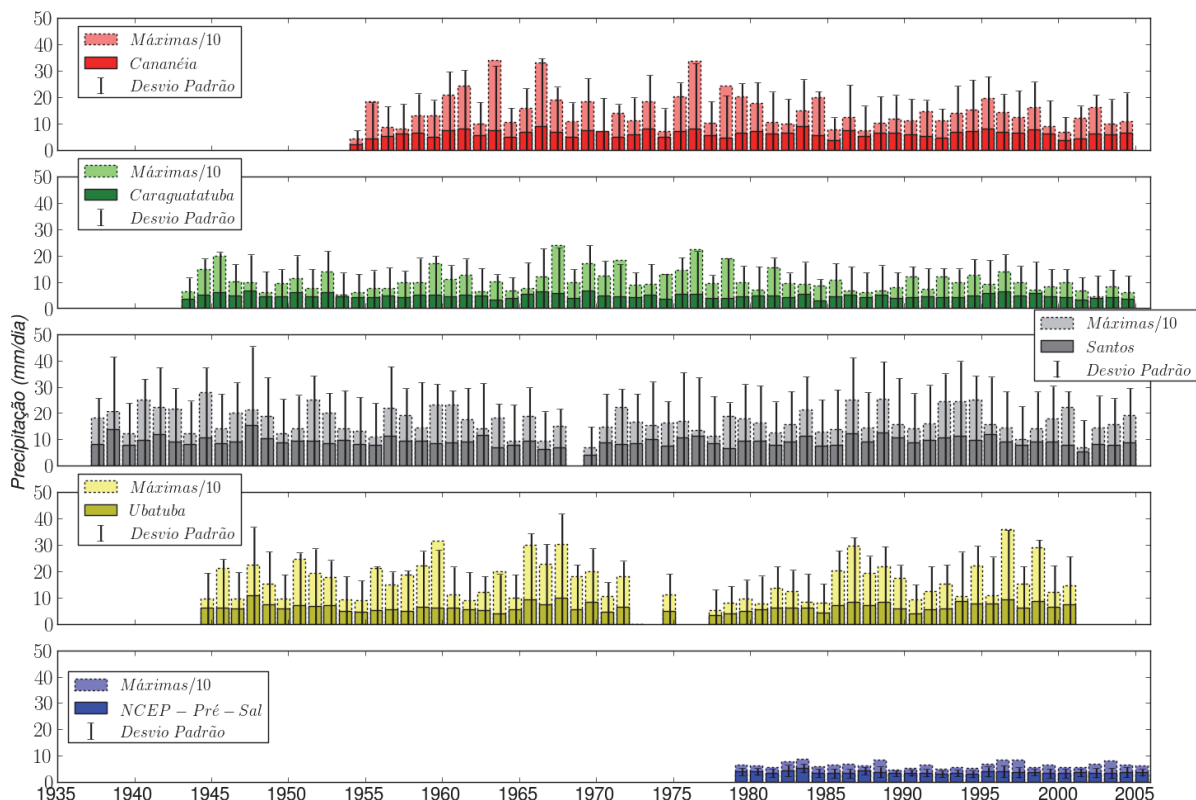 50
40
30
20
10
0
Máximas/10
Cananéia
Desvio Padrão
50
40
30
20
10
0
Máximas/10
Caraguatatuba
Desvio Padrão
Precipitação (mm/dia)
50
40
30
20
10
0
Máximas/10
Santos
Desvio Padrão
50
40
30
20
10
0
Máximas/10
Ubatuba
Desvio Padrão
50
40
30
20
10
0
Máximas/10
NCEP – Pré – Sal
Desvio Padrão
1935 1940 1945 1950 1955 1960 1965 1970 1975 1980 1985 1990 1995 2000 2005